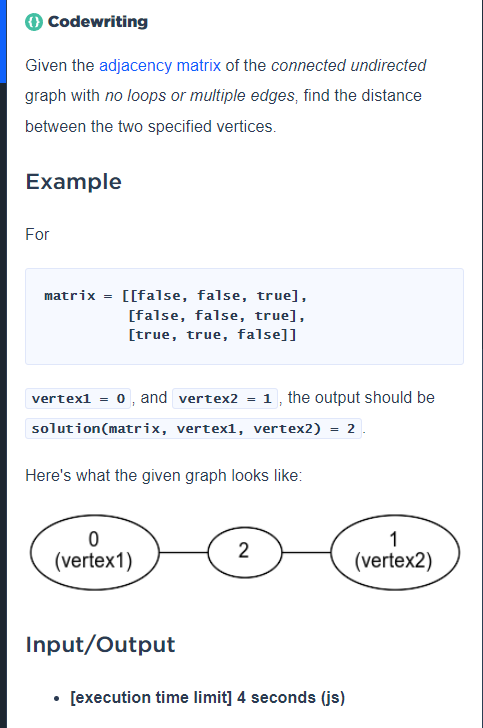 Codewriting
Given the adjacency matrix of the connected undirected
graph with no loops or multiple edges, find the distance
between the two specified vertices.
Example
For
matrix = [[false, false, true],
[false, false, true],
[true, true, false]]
vertex1 = 0 , and vertex2 = 1 , the output should be
solution(matrix, vertex1, vertex2) = 2 .
Here's what the given graph looks like:
0
(vertex1)
2
1
(vertex2)
Input/Output
• [execution time limit] 4 seconds (js)